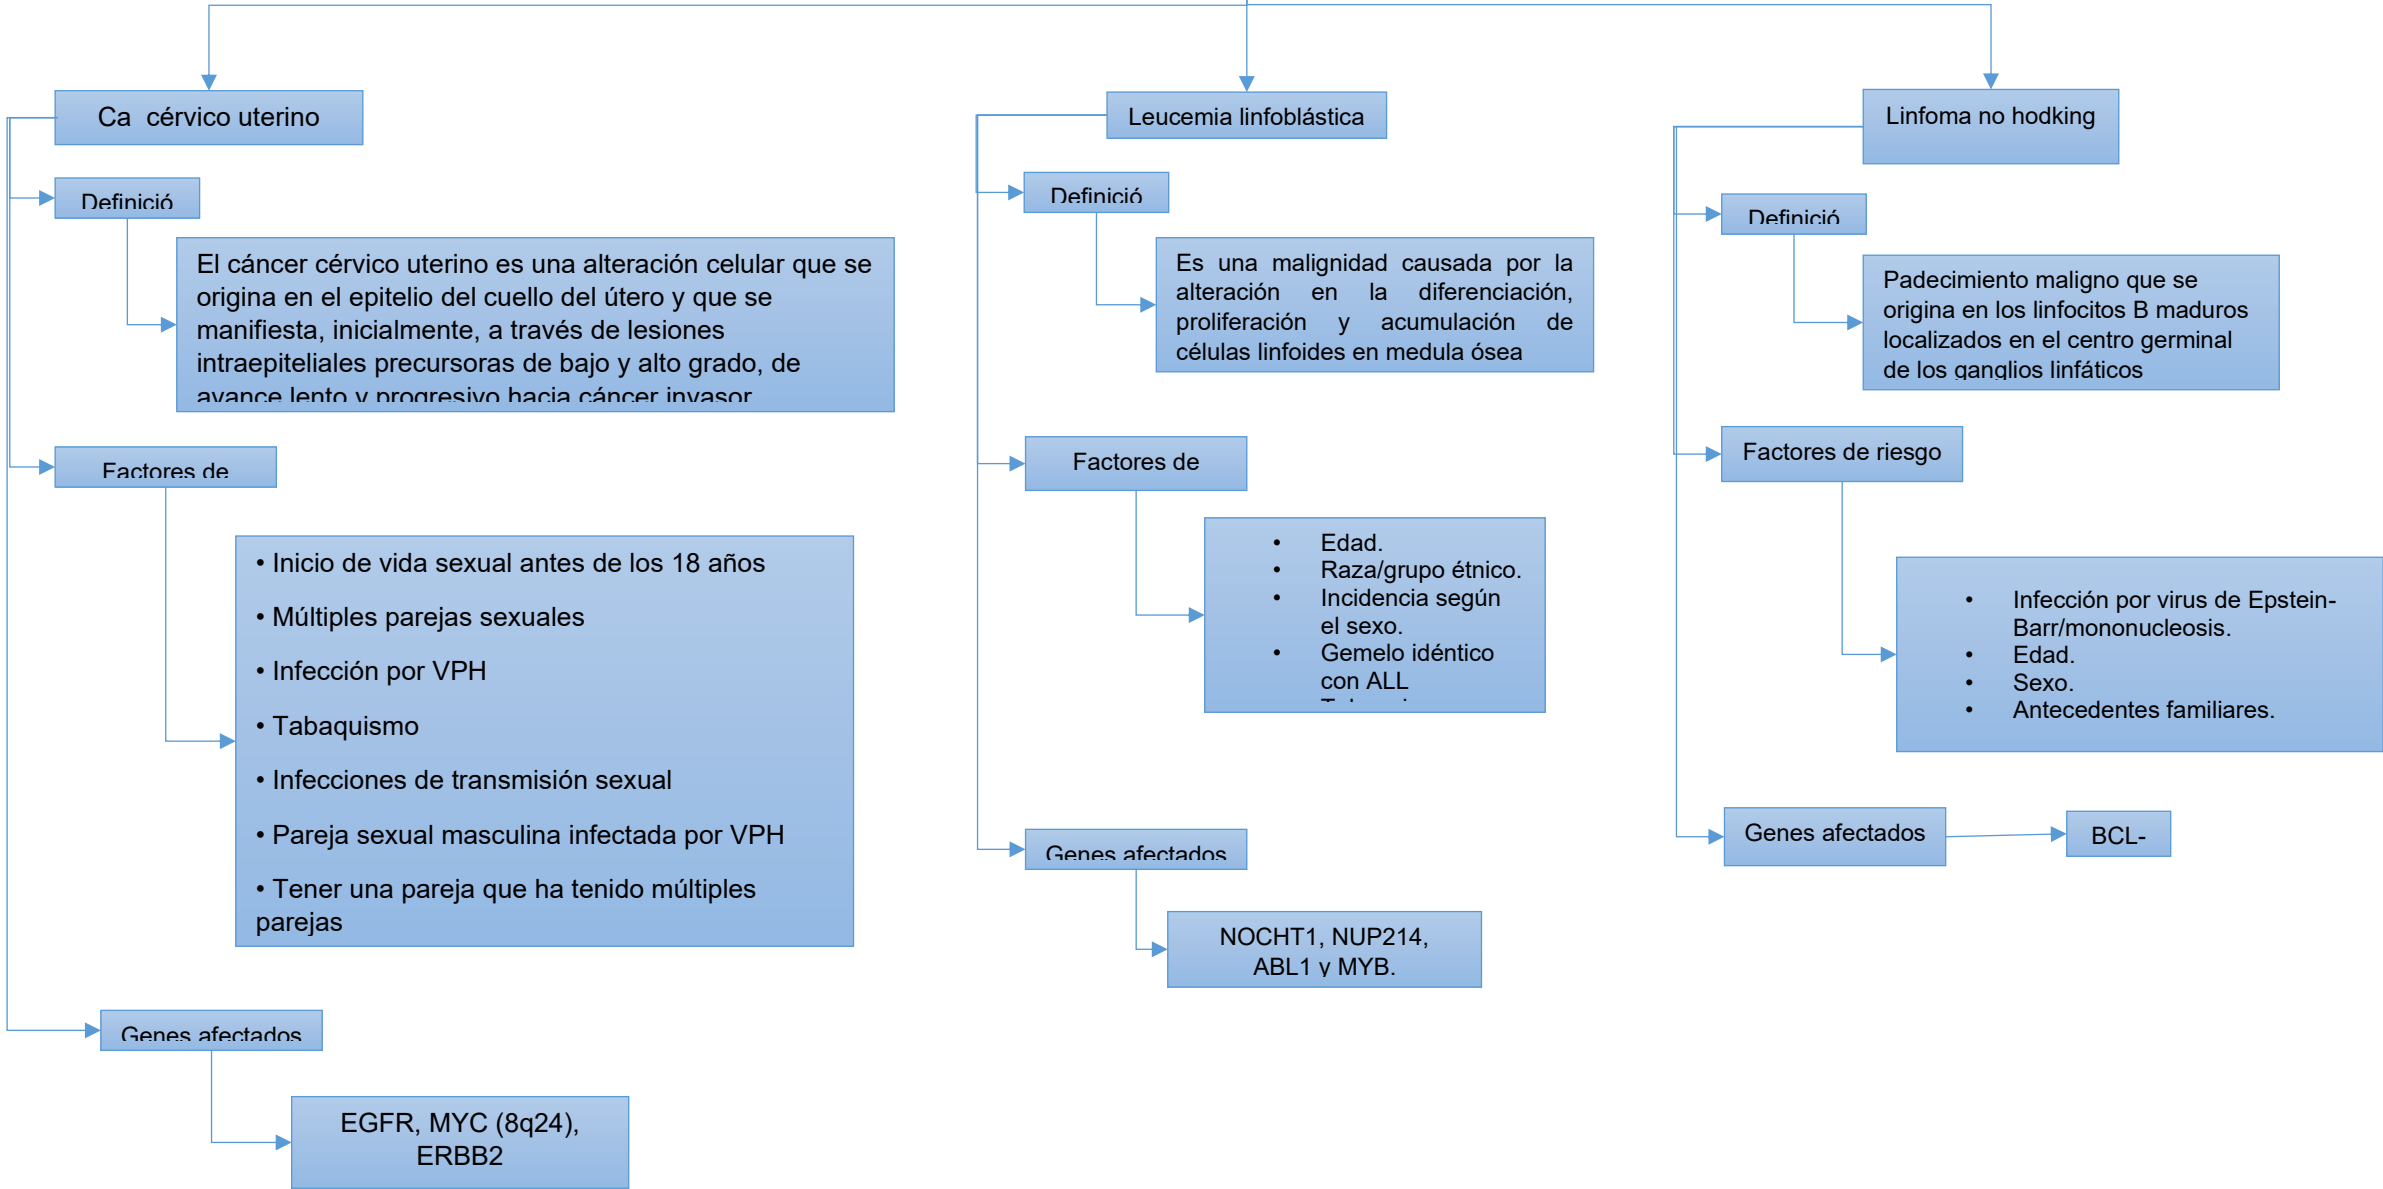 Ca cérvico uterino
Definició
El cáncer cérvico uterino es una alteración celular que se
origina en el epitelio del cuello del útero y que se
manifiesta, inicialmente, a través de lesiones
intraepiteliales precursoras de bajo y alto grado, de
avance lento y progresivo hacia cáncer invasor
Factores de
• Inicio de vida sexual antes de los 18 años
• Múltiples parejas sexuales
• Infección por VPH
• Tabaquismo
• Infecciones de transmisión sexual
• Pareja sexual masculina infectada por VPH
• Tener una pareja que ha tenido múltiples
parejas
Genes afectados
EGFR, MYC (8q24),
ERBB2
Leucemia linfoblástica
Definició
Es una malignidad causada por la
alteración en la diferenciación,
proliferación y acumulación de
células linfoides en medula ósea
Factores de
• Edad.
• Raza/grupo étnico.
• Incidencia según
el sexo.
• Gemelo idéntico
con ALL
Genes afectados
NOCHT1, NUP214,
ABL1 y MYB.
Linfoma no hodking
Definició
Padecimiento maligno que se
origina en los linfocitos B maduros
localizados en el centro germinal
de los ganglios linfáticos
Factores de riesgo
• Infección por virus de Epstein-
Barr/mononucleosis.
• Edad.
• Sexo.
• Antecedentes familiares.
Genes afectados
BCL-